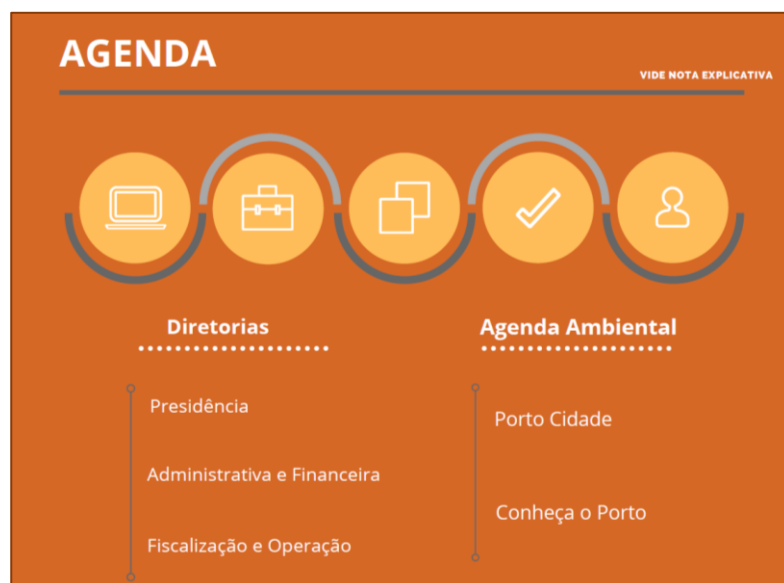 AGENDA
VIDE NOTA EXPLICATIVA
Diretorias
Presidência
Administrativa e Financeira
Fiscalização e Operação
Agenda Ambiental
Porto Cidade
Conheça o Porto